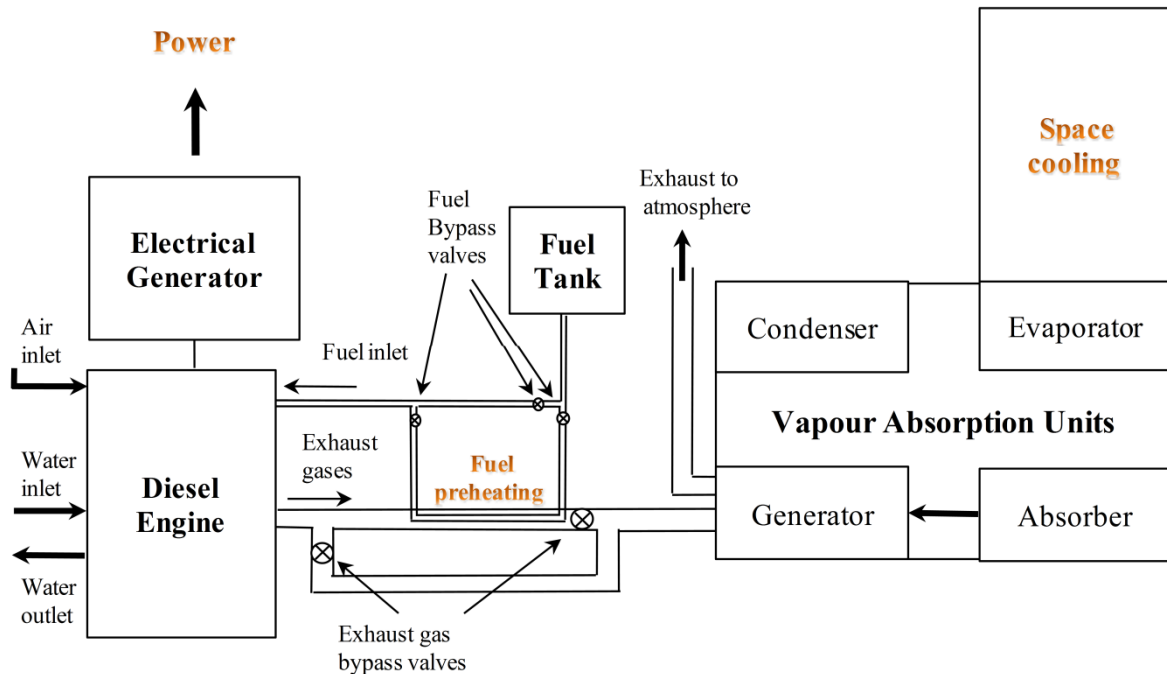 Power
Space
cooling
Exhaust to
atmosphere
Fuel
Bypass
valves
Fuel
Tank
Electrical
Generator
Condenser
Evaporator
Air
inlet
Fuel inlet
Vapour Absorption Units
Exhaust
gases
Fuel
preheating
Water
inlet
Diesel
Engine
Generator
Absorber
Water
outlet
Exhaust gas
bypass valves